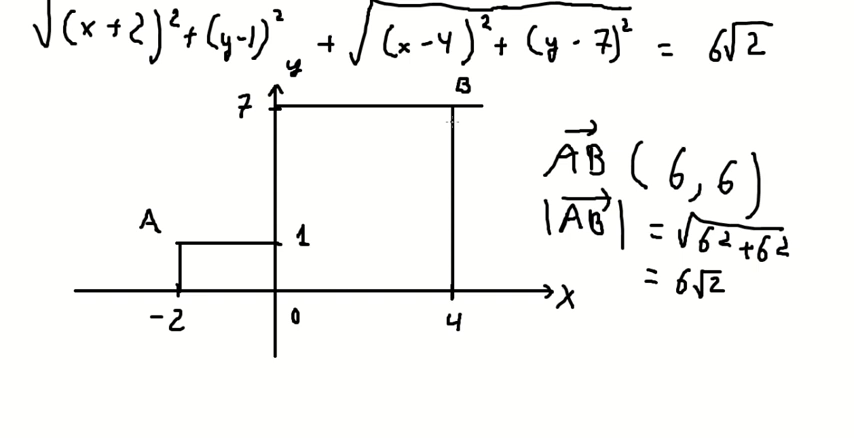 √(x+2)²+(y-1)² + √(x-4)²+(y-7)² = 6√2
y
B
7
AB (6, 6)
A
1
|AB| = √6²+6²
= 6√2
x
-2
0
4